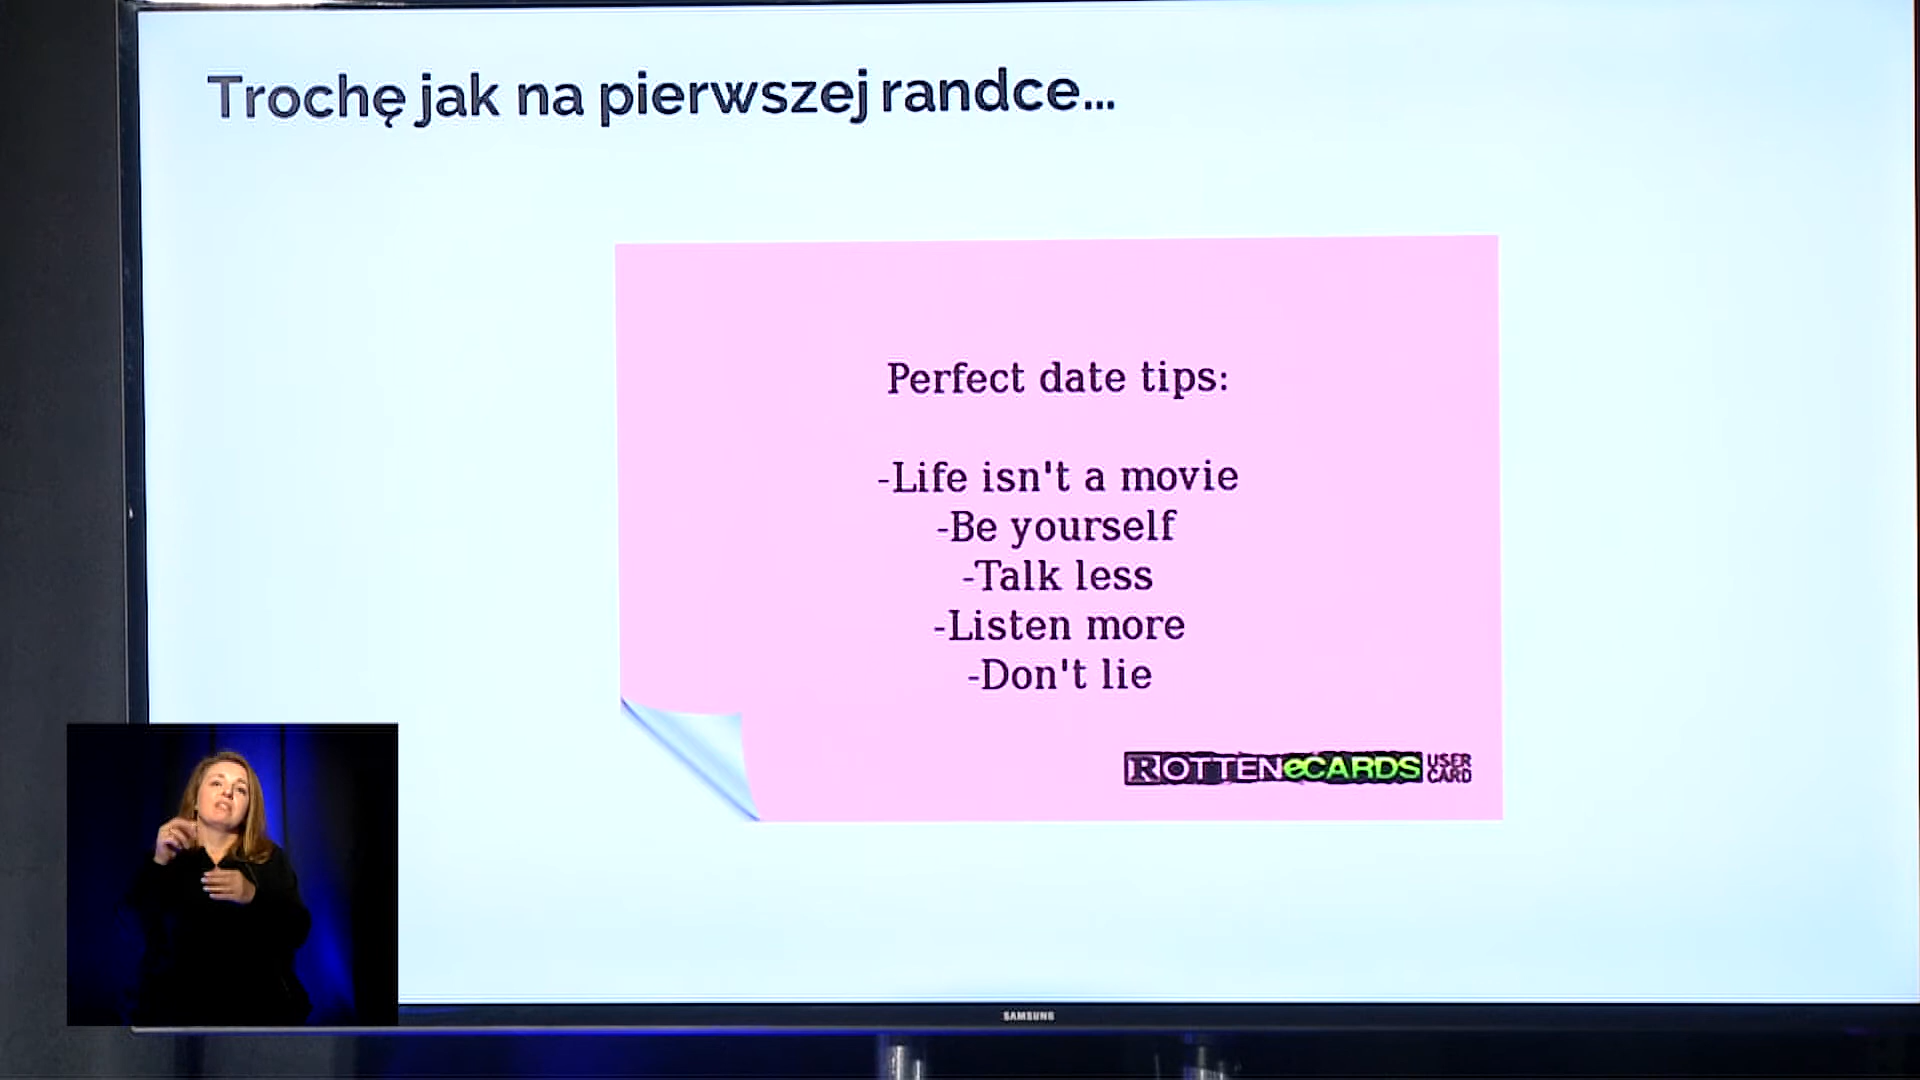 Trochę jak na pierwszej randce...
Perfect date tips:
-Life isn't a movie
-Be yourself
-Talk less
-Listen more
-Don't lie
ROTTENeCARDS USER CARD
SAMSUNG